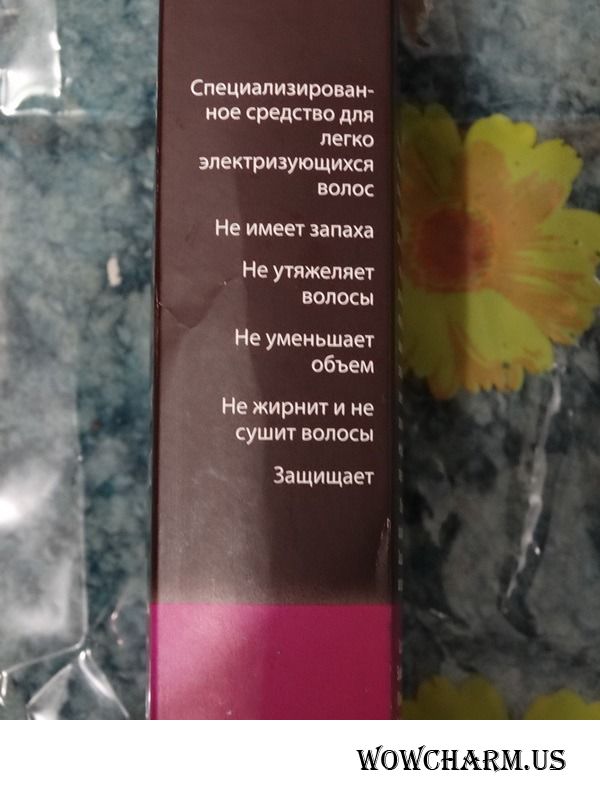 Специализирован-
ное средство для
легко
электризующихся
волос
Не имеет запаха
Не утяжеляет
волосы
Не уменьшает
объем
Не жирнит и не
сушит волосы
Защищает
WOWCHARM.US